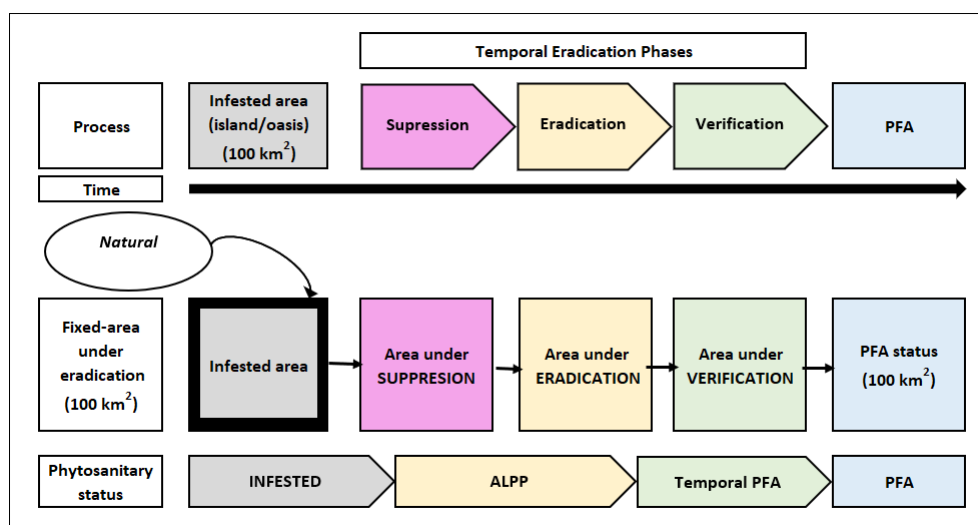 Temporal Eradication Phases
Process
Infested area
(island/oasis)
(100 km²)
Supression
Eradication
Verification
PFA
Time
Natural
Fixed-area
under
eradication
(100 km²)
Infested area
Area under
SUPPRESION
Area under
ERADICATION
Area under
VERIFICATION
PFA status
(100 km²)
Phytosanitary
status
INFESTED
ALPP
Temporal PFA
PFA